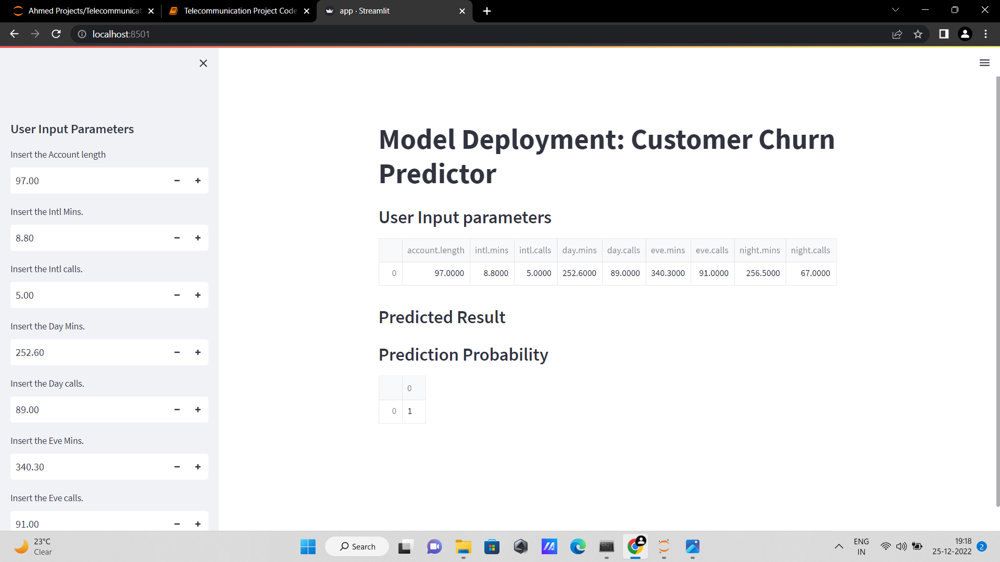 Ahmed Projects/Telecommunicat
Telecommunication Project Code
app · Streamlit
localhost:8501
User Input Parameters
Insert the Account length
97.00
Insert the Intl Mins.
8.80
Insert the Intl calls.
5.00
Insert the Day Mins.
252.60
Insert the Day calls.
89.00
Insert the Eve Mins.
340.30
Insert the Eve calls.
91.00
Model Deployment: Customer Churn
Predictor
User Input parameters
account.length intl.mins intl.calls day.mins day.calls eve.mins eve.calls night.mins night.calls
0 97.0000 8.8000 5.0000 252.6000 89.0000 340.3000 91.0000 256.5000 67.0000
Predicted Result
Prediction Probability
0
0 1
23°C
Clear
Search
ENG
IN
19:18
25-12-2022
2